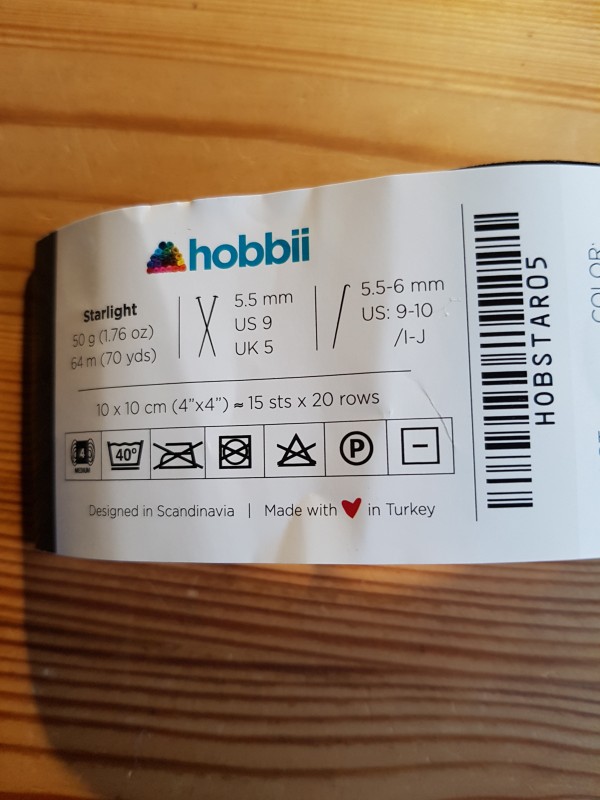 hobbii
Starlight
50 g (1.76 oz)
64 m (70 yds)
5.5 mm
US 9
UK 5
5.5-6 mm
US: 9-10
/I-J
10 x 10 cm (4"x4") ≈ 15 sts x 20 rows
4
MEDIUM
40°
P
Designed in Scandinavia | Made with ♥ in Turkey
HOBSTAR05
COLOR: